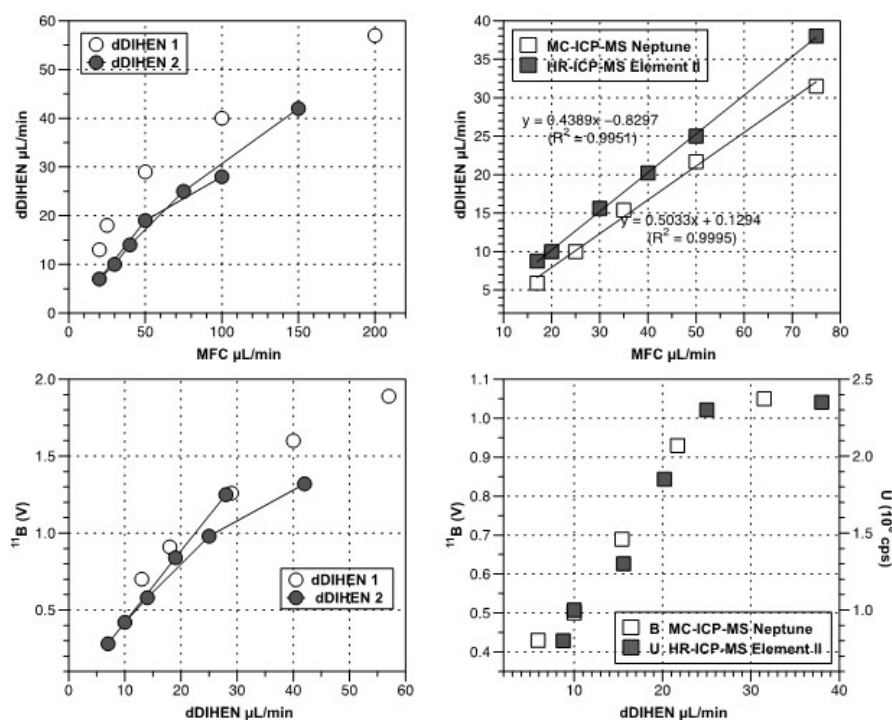 60
50
40
30
20
10
0
dDIHEN µL/min
dDIHEN 1
dDIHEN 2
0 50 100 150 200
MFC µL/min
40
35
30
25
20
15
10
5
dDIHEN µL/min
MC-ICP-MS Neptune
HR-ICP-MS Element II
y = 0.4389x –0.8297
(R² = 0.9951)
y = 0.5033x + 0.1294
(R² = 0.9995)
10 20 30 40 50 60 70 80
MFC µL/min
2.0
1.5
1.0
0.5
¹¹B (V)
dDIHEN 1
dDIHEN 2
0 10 20 30 40 50 60
dDIHEN µL/min
1.1
1.0
0.9
0.8
0.7
0.6
0.5
0.4
¹¹B (V)
2.5
2.0
1.5
1.0
U (10 cps)
B MC-ICP-MS Neptune
U HR-ICP-MS Element II
10 20 30 40
dDIHEN µL/min